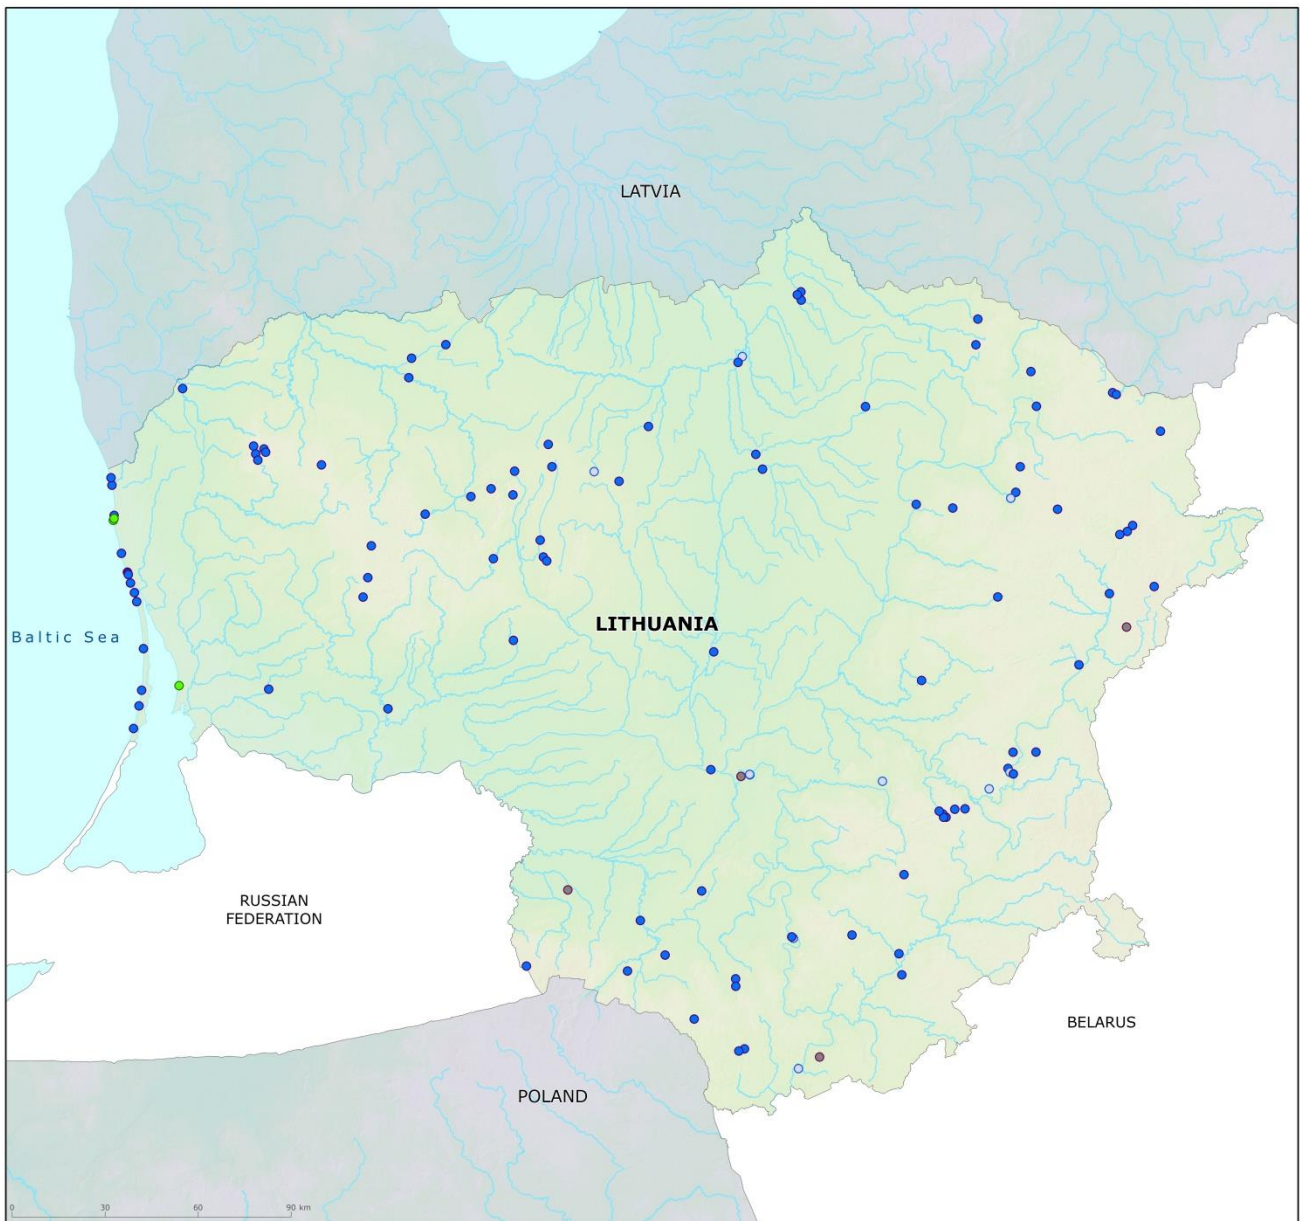 LATVIA
LITHUANIA
Baltic Sea
RUSSIAN
FEDERATION
BELARUS
POLAND
0 30 60 90 km